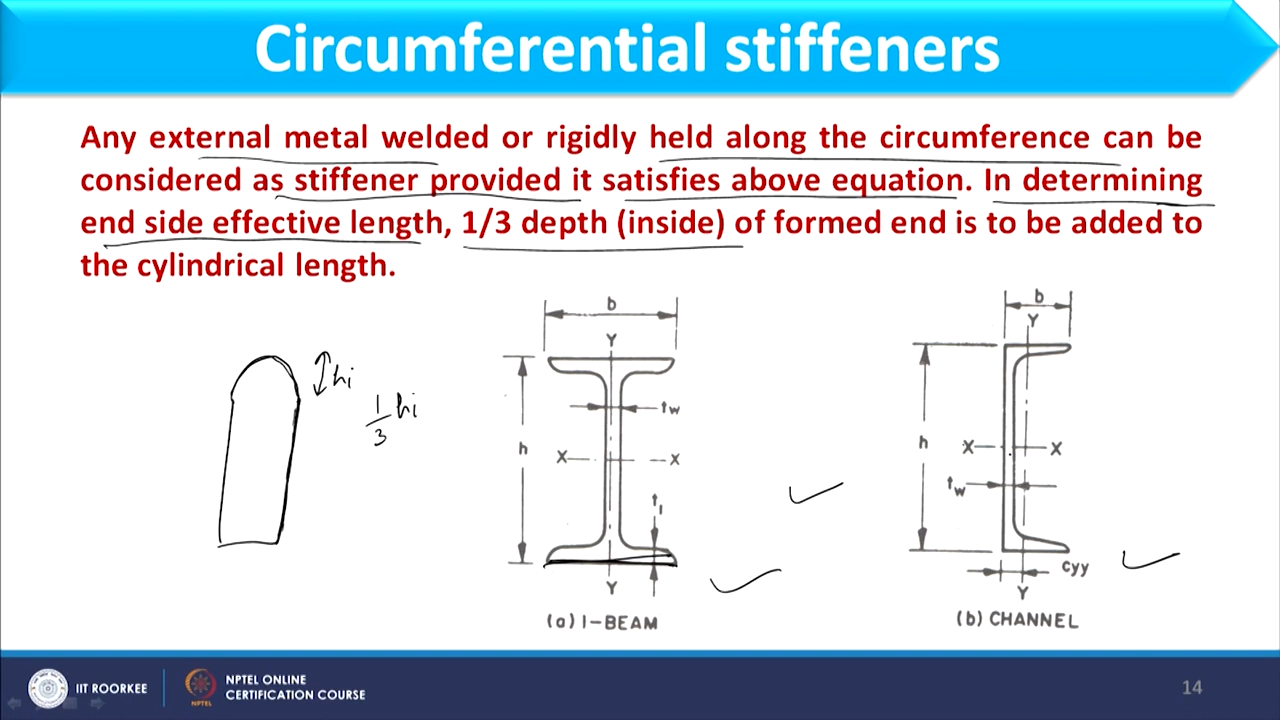 Circumferential stiffeners
Any external metal welded or rigidly held along the circumference can be
considered as stiffener provided it satisfies above equation. In determining
end side effective length, 1/3 depth (inside) of formed end is to be added to
the cylindrical length.
hi
1/3 hi
b
Y
h
tw
X X
t1
Y
(a) I-BEAM
b
Y
h
X X
tw
Cyy
Y
(b) CHANNEL
IIT ROORKEE
NPTEL
NPTEL ONLINE
CERTIFICATION COURSE
14